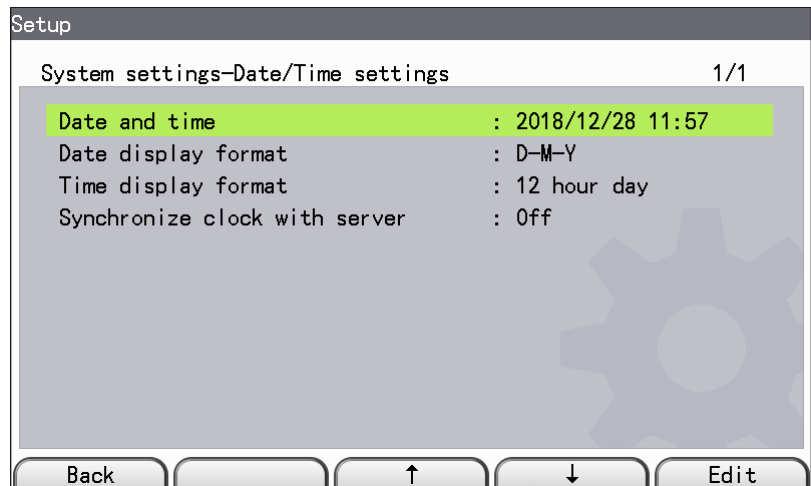 Setup
System settings-Date/Time settings 1/1
Date and time : 2018/12/28 11:57
Date display format : D-M-Y
Time display format : 12 hour day
Synchronize clock with server : Off
Back ↑ ↓ Edit